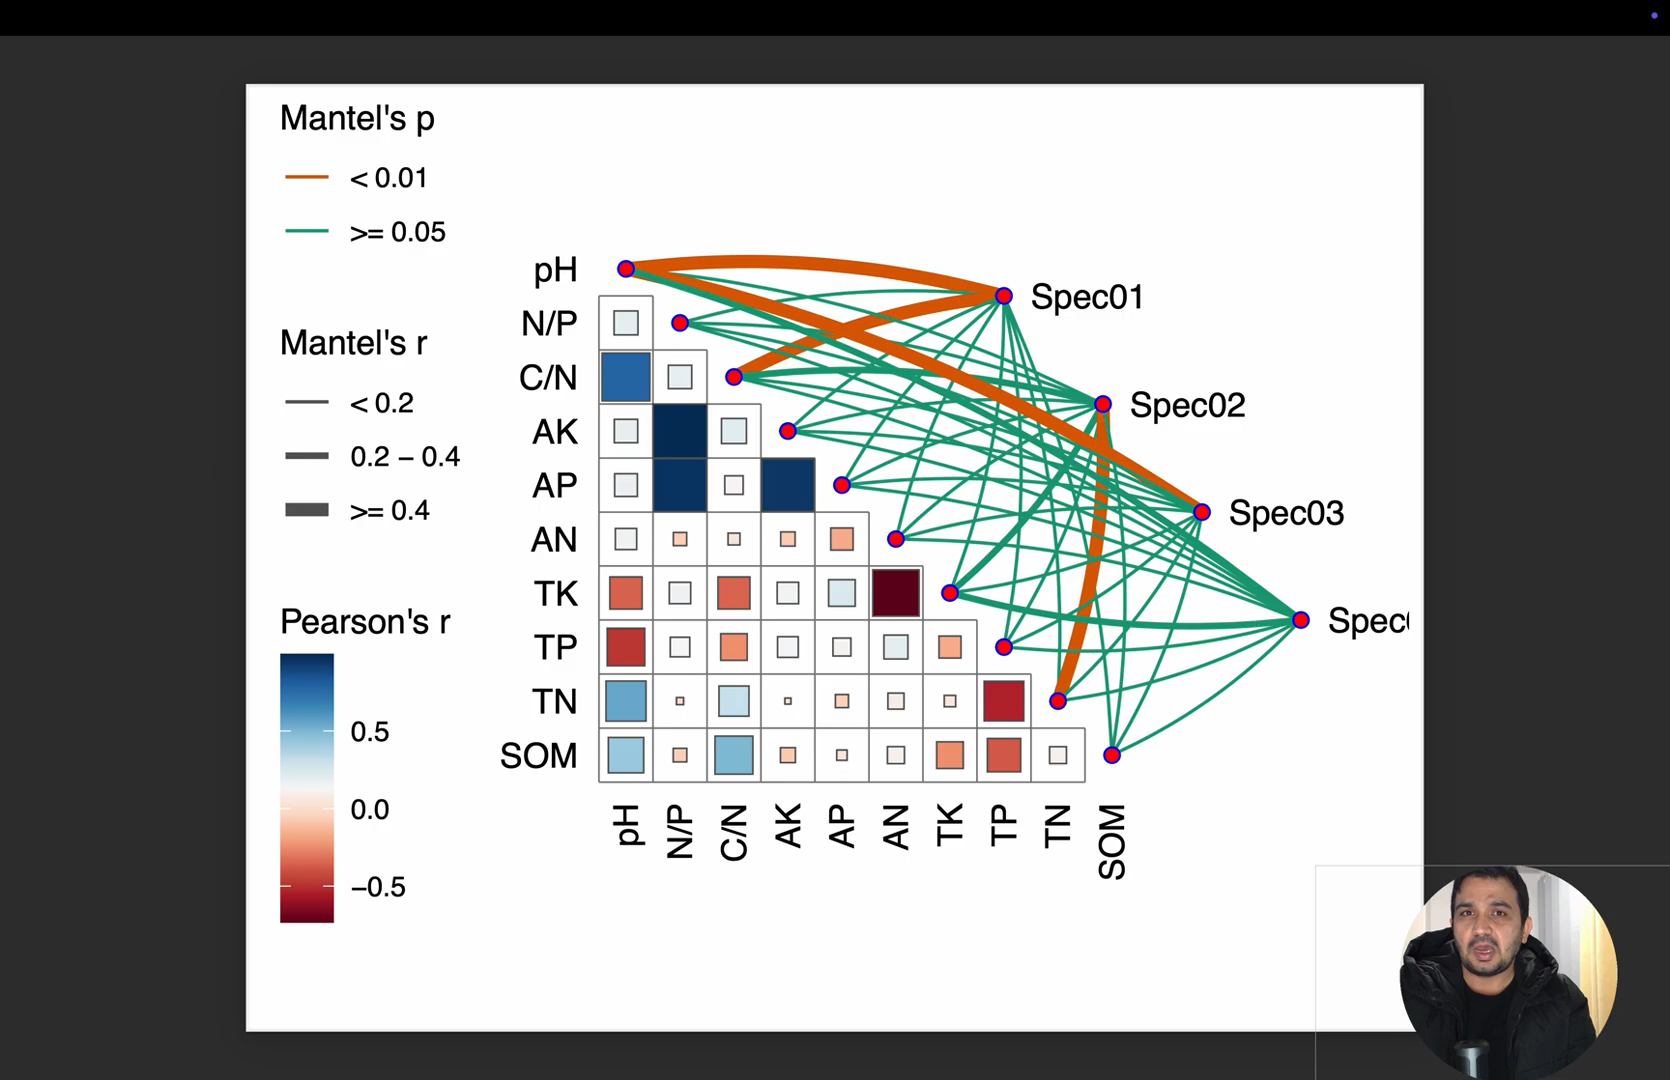 Mantel's p
< 0.01
>= 0.05
Mantel's r
< 0.2
0.2 – 0.4
>= 0.4
Pearson's r
0.5
0.0
−0.5
pH
N/P
C/N
AK
AP
AN
TK
TP
TN
SOM
Spec01
Spec02
Spec03
pH N/P C/N AK AP AN TK TP TN SOM